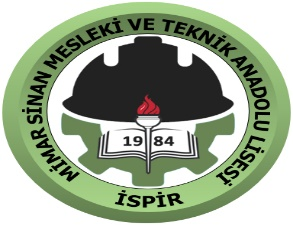 MİMAR SİNAN MESLEKİ VE TEKNİK ANADOLU LİSESİ
1984
İSPİR